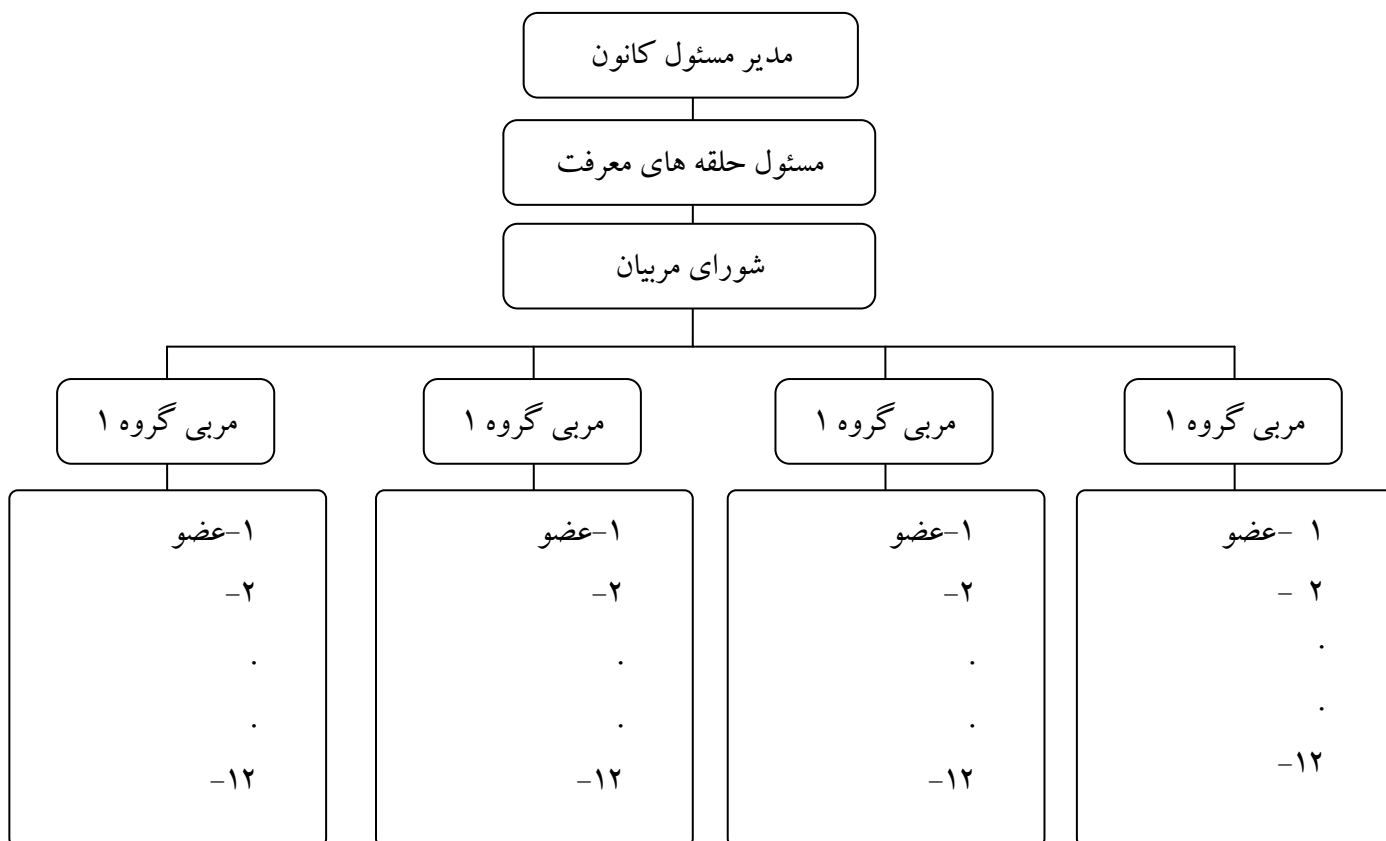 مدیر مسئول کانون
مسئول حلقه های معرفت
شورای مربیان
مربی گروه ۱
مربی گروه ۱
مربی گروه ۱
مربی گروه ۱
۱ -عضو
۲ -
.
.
۱۲-
۱-عضو
۲-
.
.
۱۲-
۱-عضو
۲-
.
.
۱۲-
۱-عضو
۲-
.
.
۱۲-